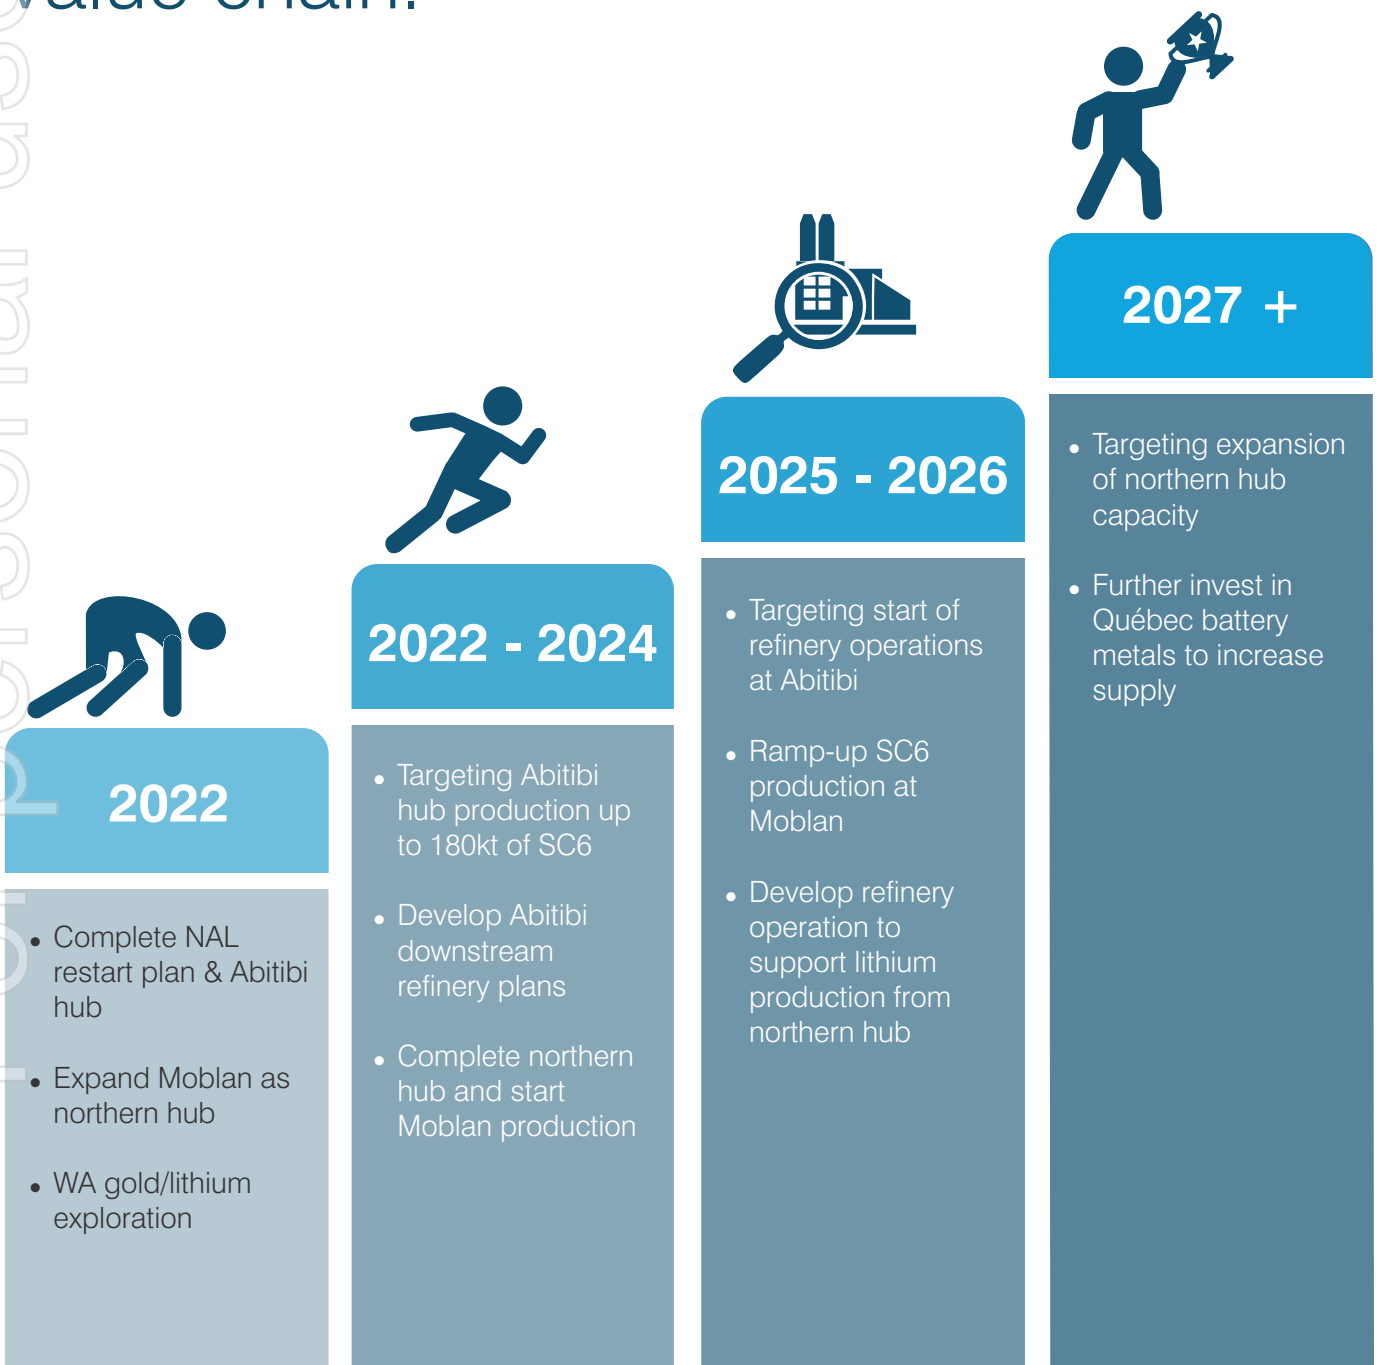 value chain.
2022
• Complete NAL
restart plan & Abitibi
hub
• Expand Moblan as
northern hub
• WA gold/lithium
exploration
2022 - 2024
• Targeting Abitibi
hub production up
to 180kt of SC6
• Develop Abitibi
downstream
refinery plans
• Complete northern
hub and start
Moblan production
2025 - 2026
• Targeting start of
refinery operations
at Abitibi
• Ramp-up SC6
production at
Moblan
• Develop refinery
operation to
support lithium
production from
northern hub
2027 +
• Targeting expansion
of northern hub
capacity
• Further invest in
Québec battery
metals to increase
supply